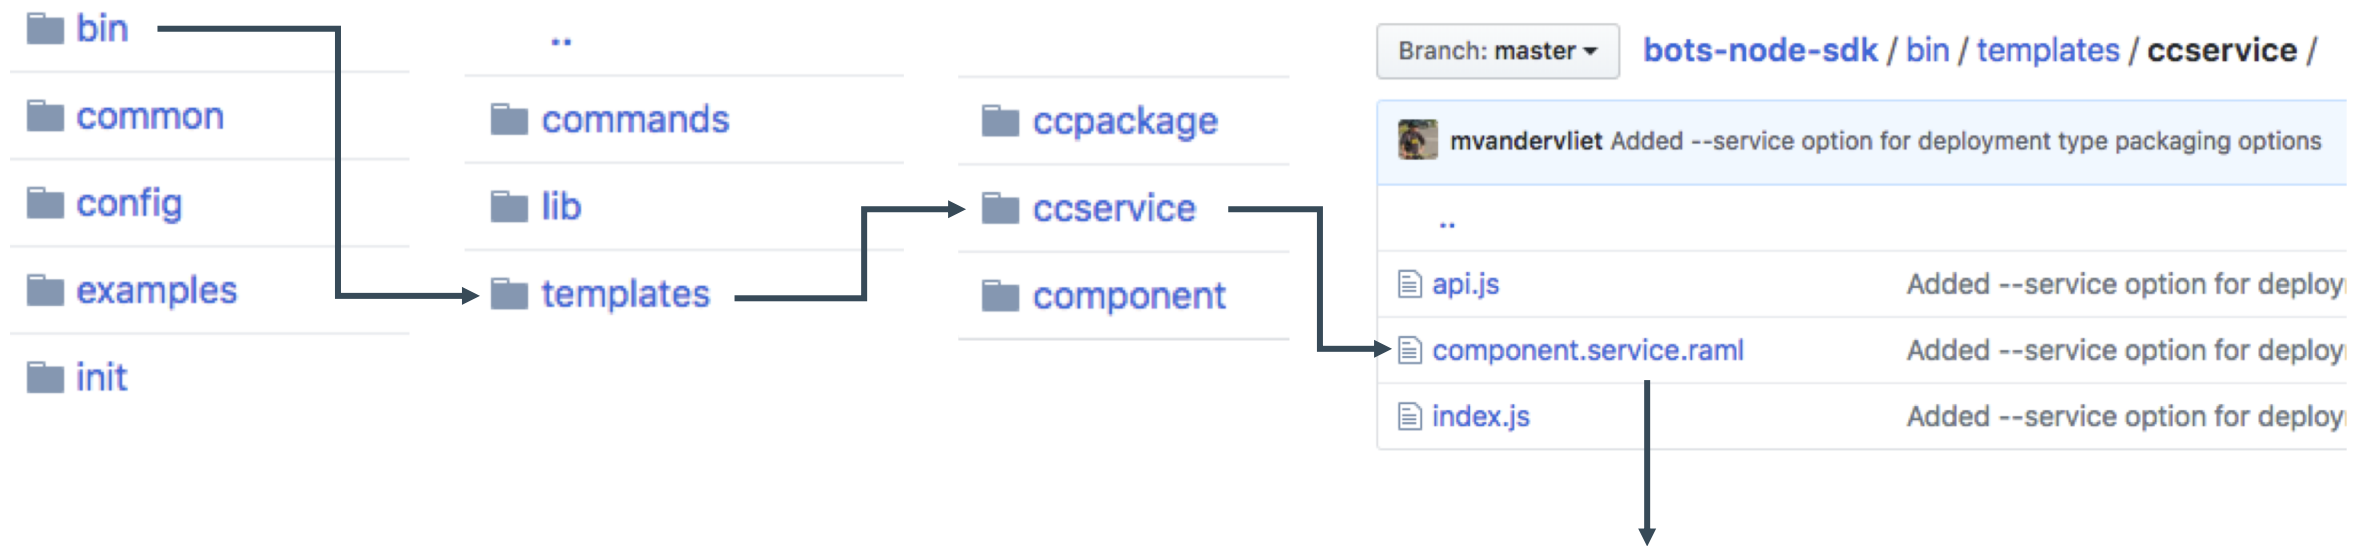 bin
common
config
examples
init
..
commands
lib
templates
ccpackage
ccservice
component
Branch: master
bots-node-sdk / bin / templates / ccservice /
mvandervliet Added --service option for deployment type packaging options
..
api.js Added --service option for deploy
component.service.raml Added --service option for deploy
index.js Added --service option for deploy